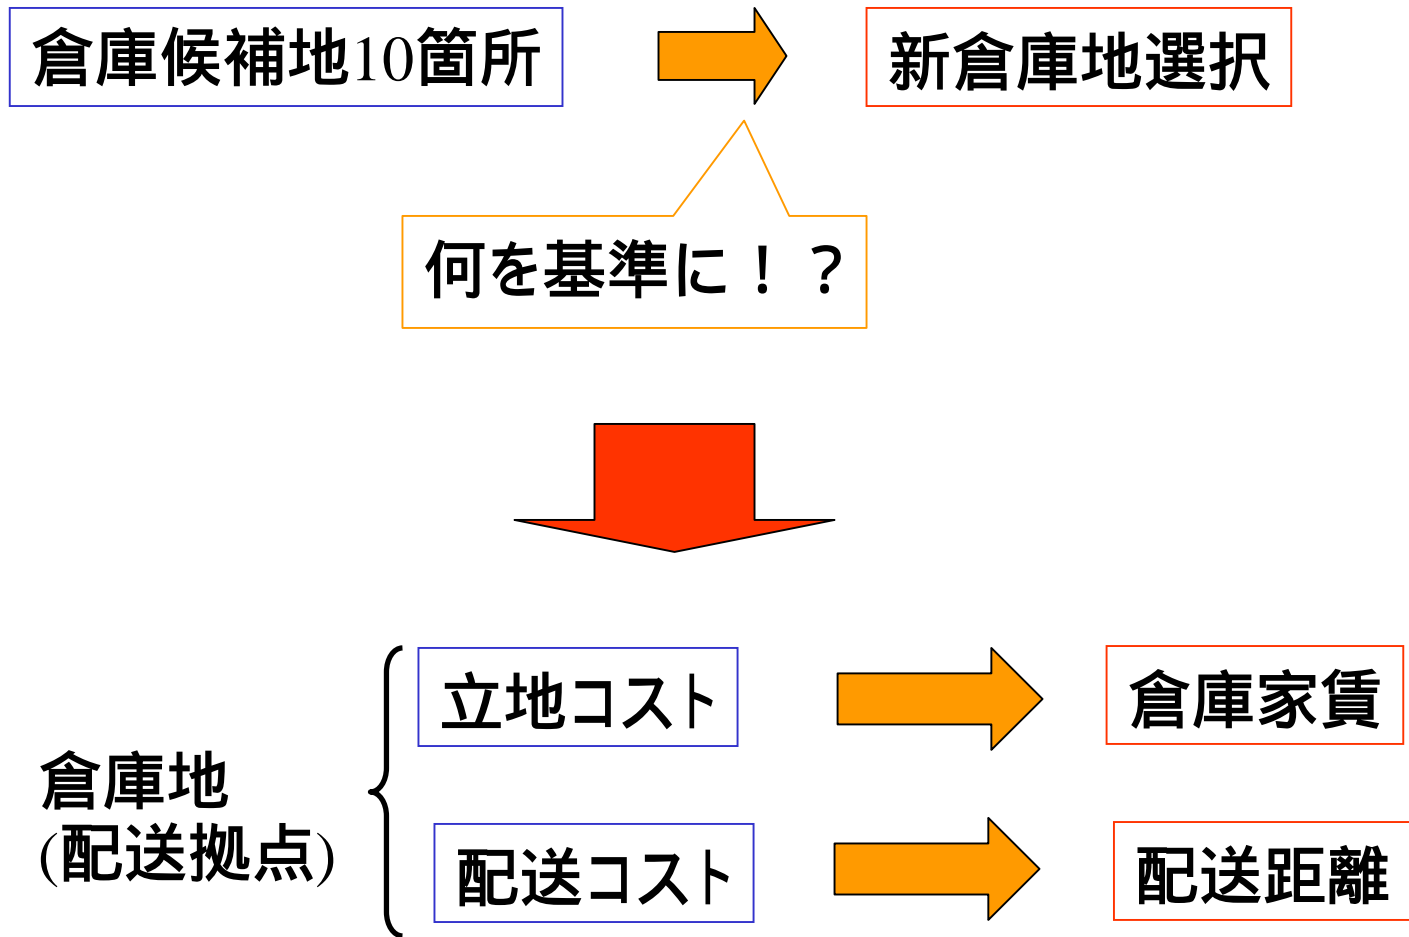 倉庫候補地10箇所
新倉庫地選択
何を基準に！？
立地コスト
倉庫家賃
倉庫地
(配送拠点)
配送コスト
配送距離